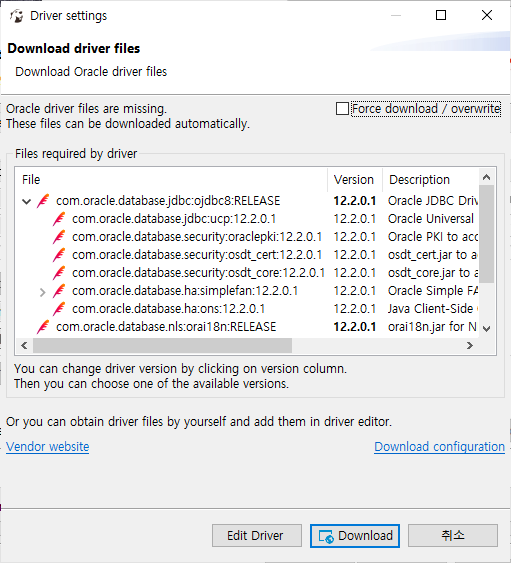 Driver settings
Download driver files
Download Oracle driver files
Oracle driver files are missing.
Force download / overwrite
These files can be downloaded automatically.
Files required by driver
File Version Description
com.oracle.database.jdbc:ojdbc8:RELEASE 12.2.0.1 Oracle JDBC Driv
com.oracle.database.jdbc:ucp:12.2.0.1 12.2.0.1 Oracle Universal
com.oracle.database.security:oraclepki:12.2.0.1 12.2.0.1 Oracle PKI to acc
com.oracle.database.security:osdt_cert:12.2.0.1 12.2.0.1 osdt_cert.jar to a
com.oracle.database.security:osdt_core:12.2.0.1 12.2.0.1 osdt_core.jar to a
com.oracle.database.ha:simplefan:12.2.0.1 12.2.0.1 Oracle Simple FA
com.oracle.database.ha:ons:12.2.0.1 12.2.0.1 Java Client-Side
com.oracle.database.nls:orai18n:RELEASE 12.2.0.1 orai18n.jar for N
You can change driver version by clicking on version column.
Then you can choose one of the available versions.
Or you can obtain driver files by yourself and add them in driver editor.
Vendor website Download configuration
Edit Driver Download 취소